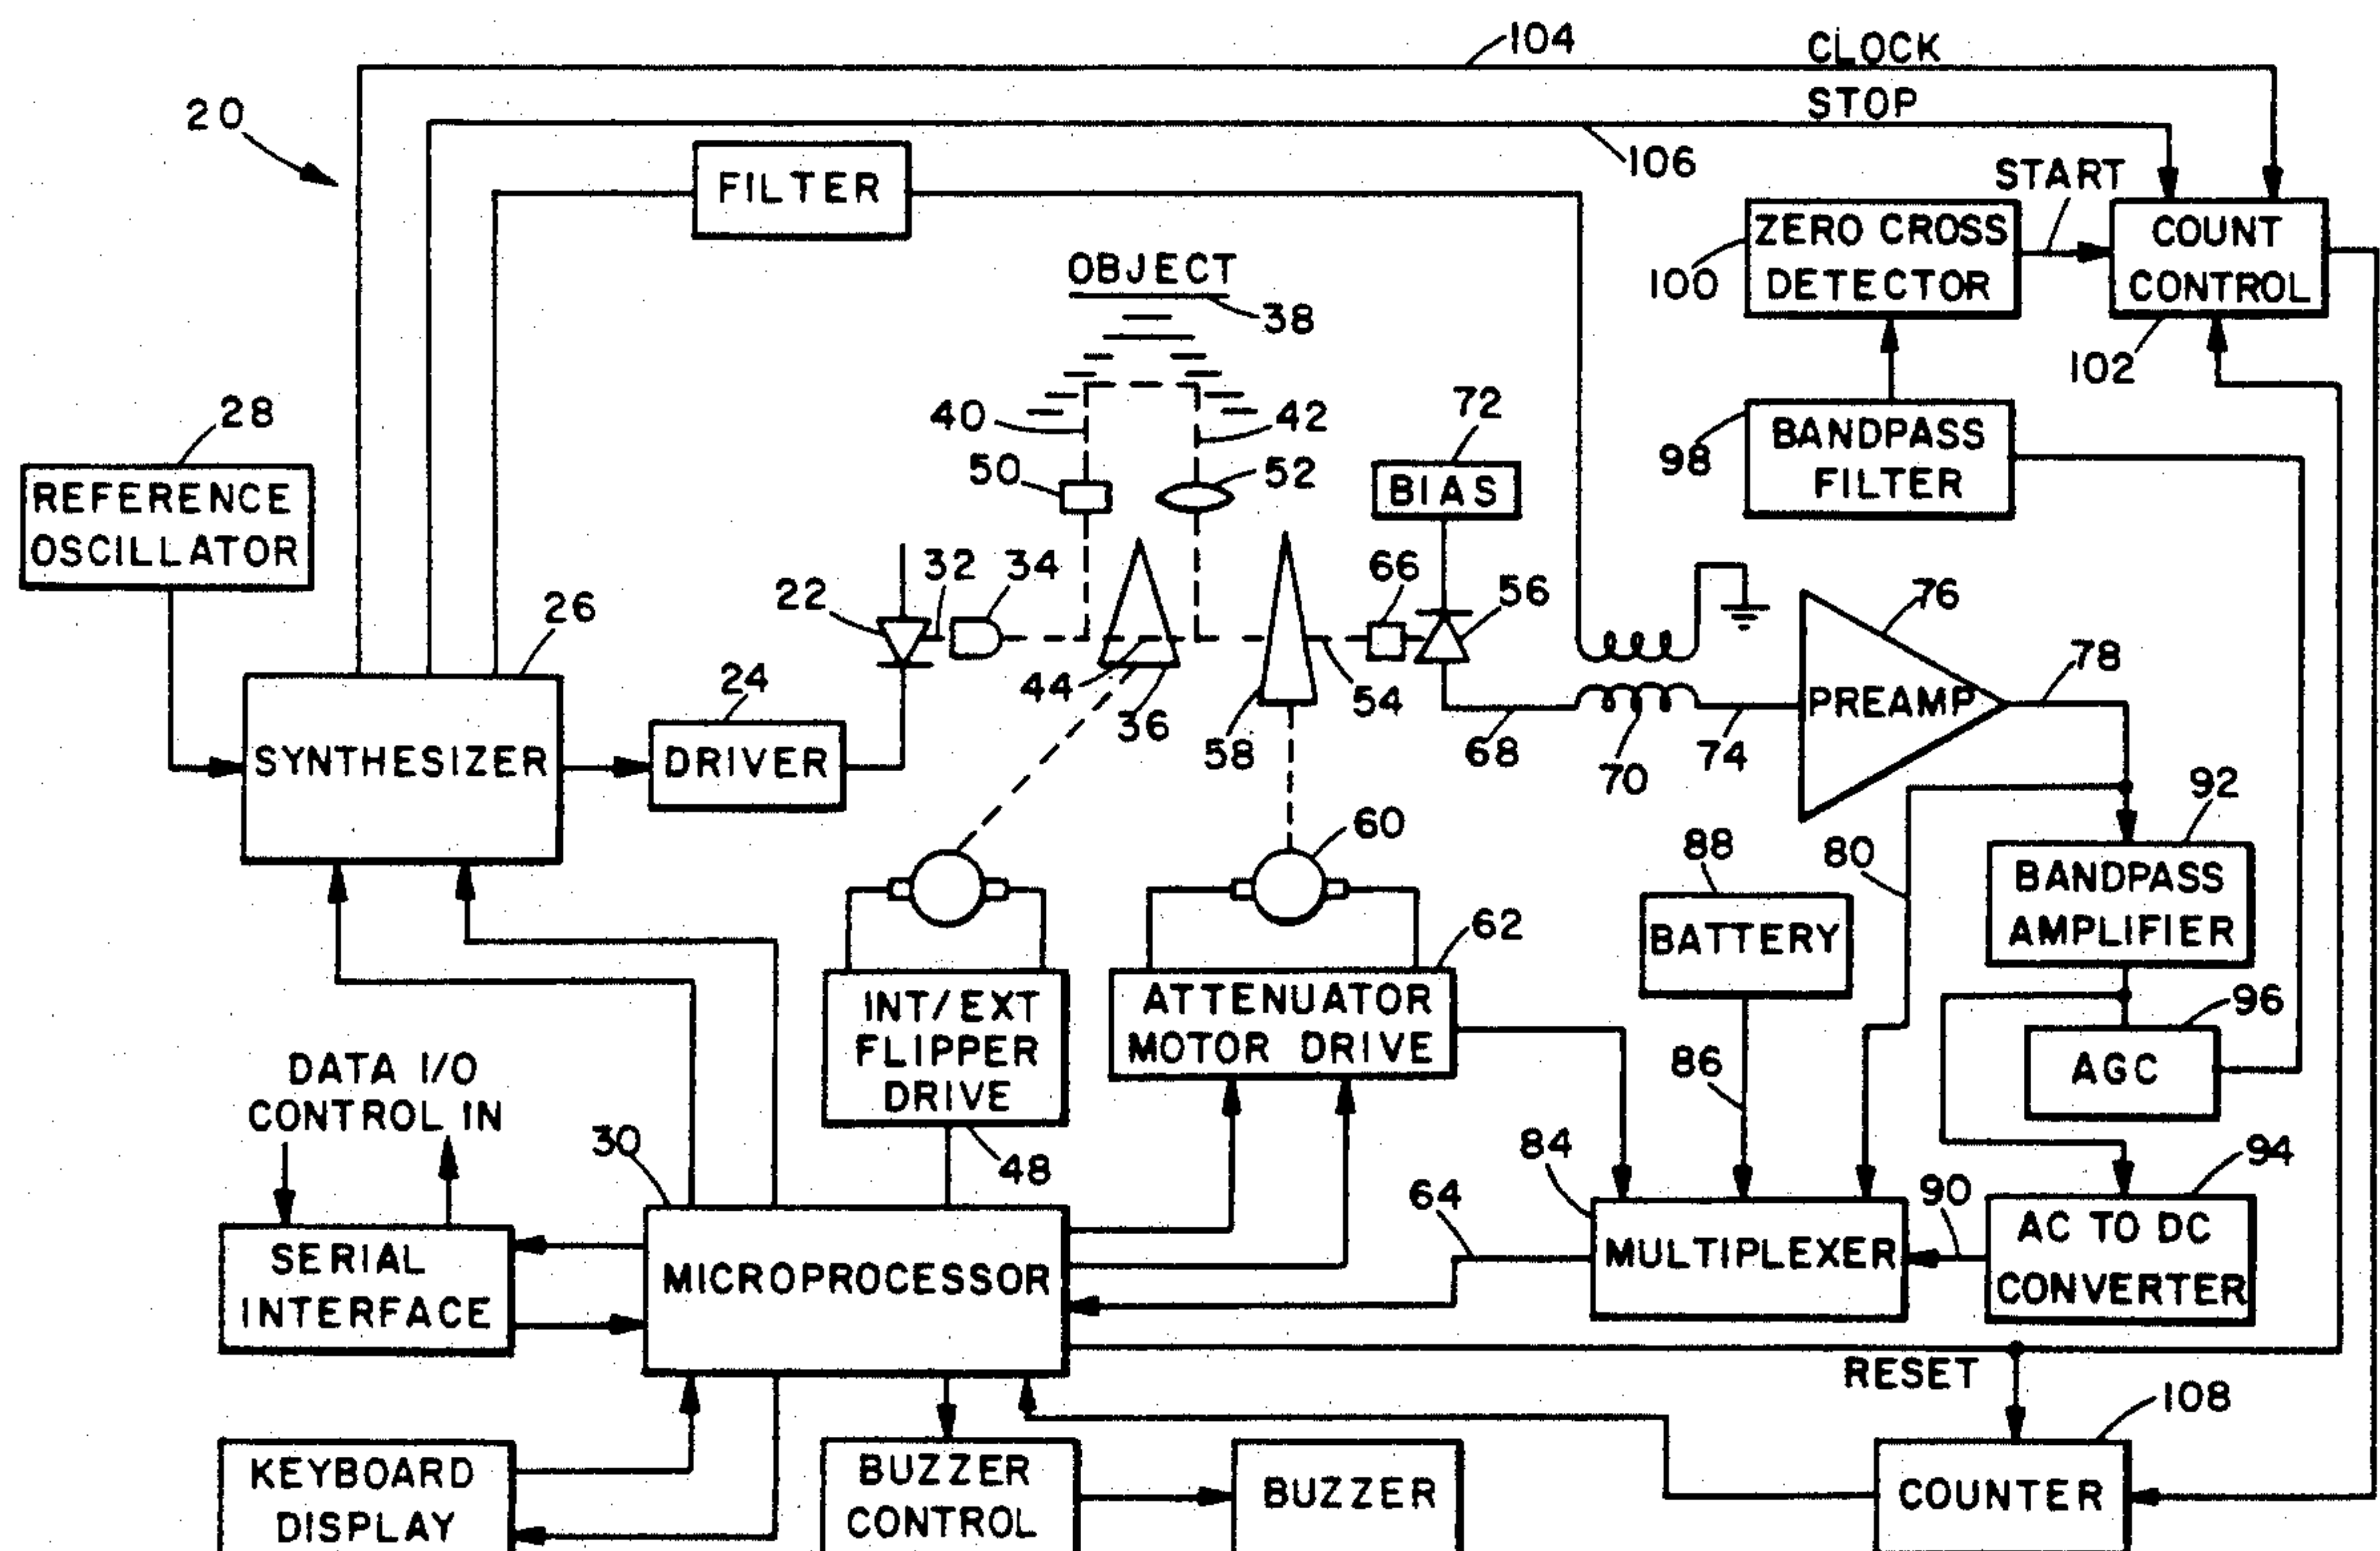 104
CLOCK
STOP
20
106
FILTER
START
ZERO CROSS
DETECTOR
100
COUNT
CONTROL
102
OBJECT
38
40
42
72
28
50
52
BIAS
BANDPASS
FILTER
98
REFERENCE
OSCILLATOR
32
34
66
56
76
22
26
24
44
36
58
54
68
70
74
PREAMP
78
SYNTHESIZER
DRIVER
60
88
80
92
BATTERY
BANDPASS
AMPLIFIER
62
INT/EXT
FLIPPER
DRIVE
ATTENUATOR
MOTOR DRIVE
96
AGC
86
DATA I/O
CONTROL IN
30
48
84
64
90
94
SERIAL
INTERFACE
MICROPROCESSOR
MULTIPLEXER
AC TO DC
CONVERTER
RESET
108
KEYBOARD
DISPLAY
BUZZER
CONTROL
BUZZER
COUNTER